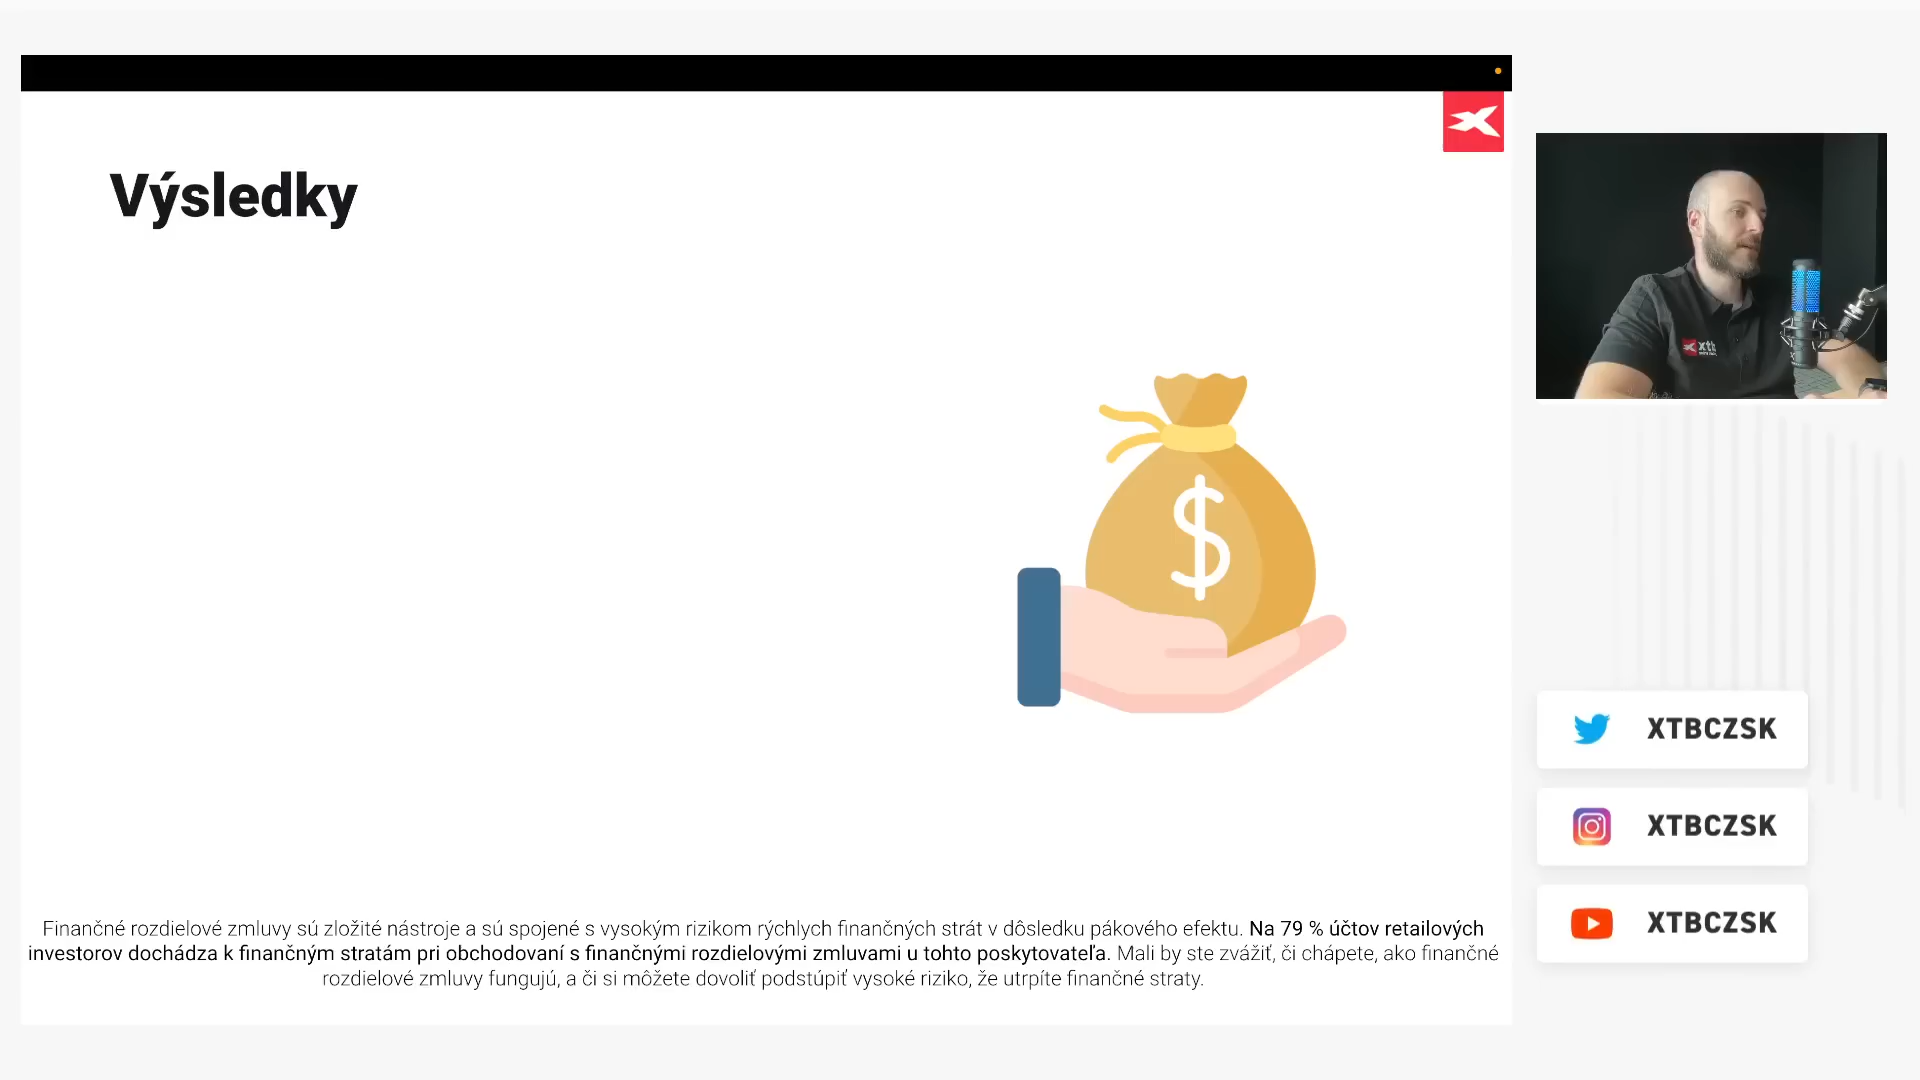 Výsledky
$
xtb
Finančné rozdielové zmluvy sú zložité nástroje a sú spojené s vysokým rizikom rýchlych finančných strát v dôsledku pákového efektu. Na 79 % účtov retailových
investorov dochádza k finančným stratám pri obchodovaní s finančnými rozdielovými zmluvami u tohto poskytovateľa. Mali by ste zvážiť, či chápete, ako finančné
rozdielové zmluvy fungujú, a či si môžete dovoliť podstúpiť vysoké riziko, že utrpíte finančné straty.
XTBCZSK
XTBCZSK
XTBCZSK